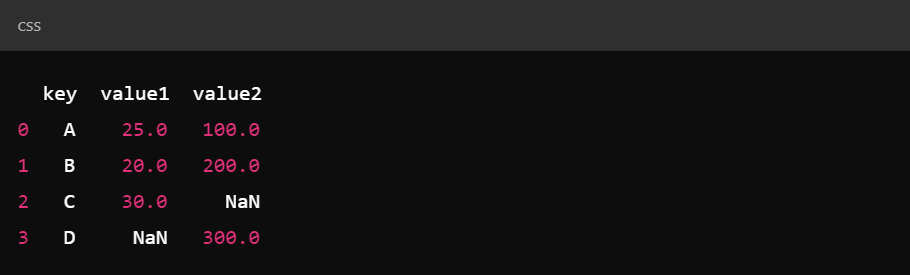 css
key value1 value2
0 A 25.0 100.0
1 B 20.0 200.0
2 C 30.0 NaN
3 D NaN 300.0